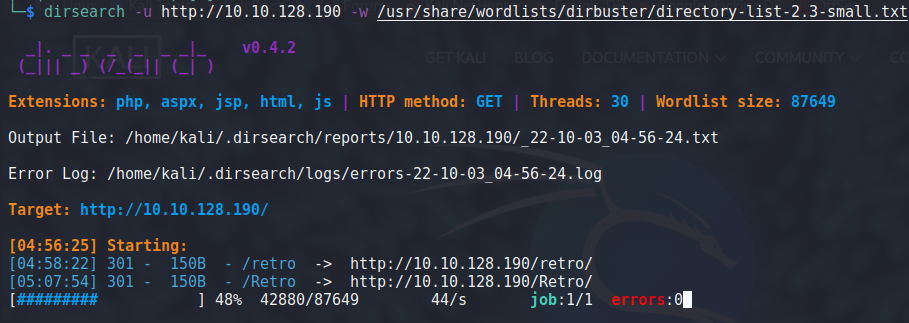 └─$ dirsearch -u http://10.10.128.190 -w /usr/share/wordlists/dirbuster/directory-list-2.3-small.txt
_|. _ _  _  _  _ _|_    v0.4.2
(_||| _) (/_(_|| (_| )
KALI
GET KALI BLOG DOCUMENTATION COMMUNITY
Extensions: php, aspx, jsp, html, js | HTTP method: GET | Threads: 30 | Wordlist size: 87649
Output File: /home/kali/.dirsearch/reports/10.10.128.190/_22-10-03_04-56-24.txt
Error Log: /home/kali/.dirsearch/logs/errors-22-10-03_04-56-24.log
Target: http://10.10.128.190/
[04:56:25] Starting:
[04:58:22] 301 -  150B  - /retro  ->  http://10.10.128.190/retro/
[05:07:54] 301 -  150B  - /Retro  ->  http://10.10.128.190/Retro/
[#########           ] 48%  42880/87649        44/s       job:1/1  errors:0